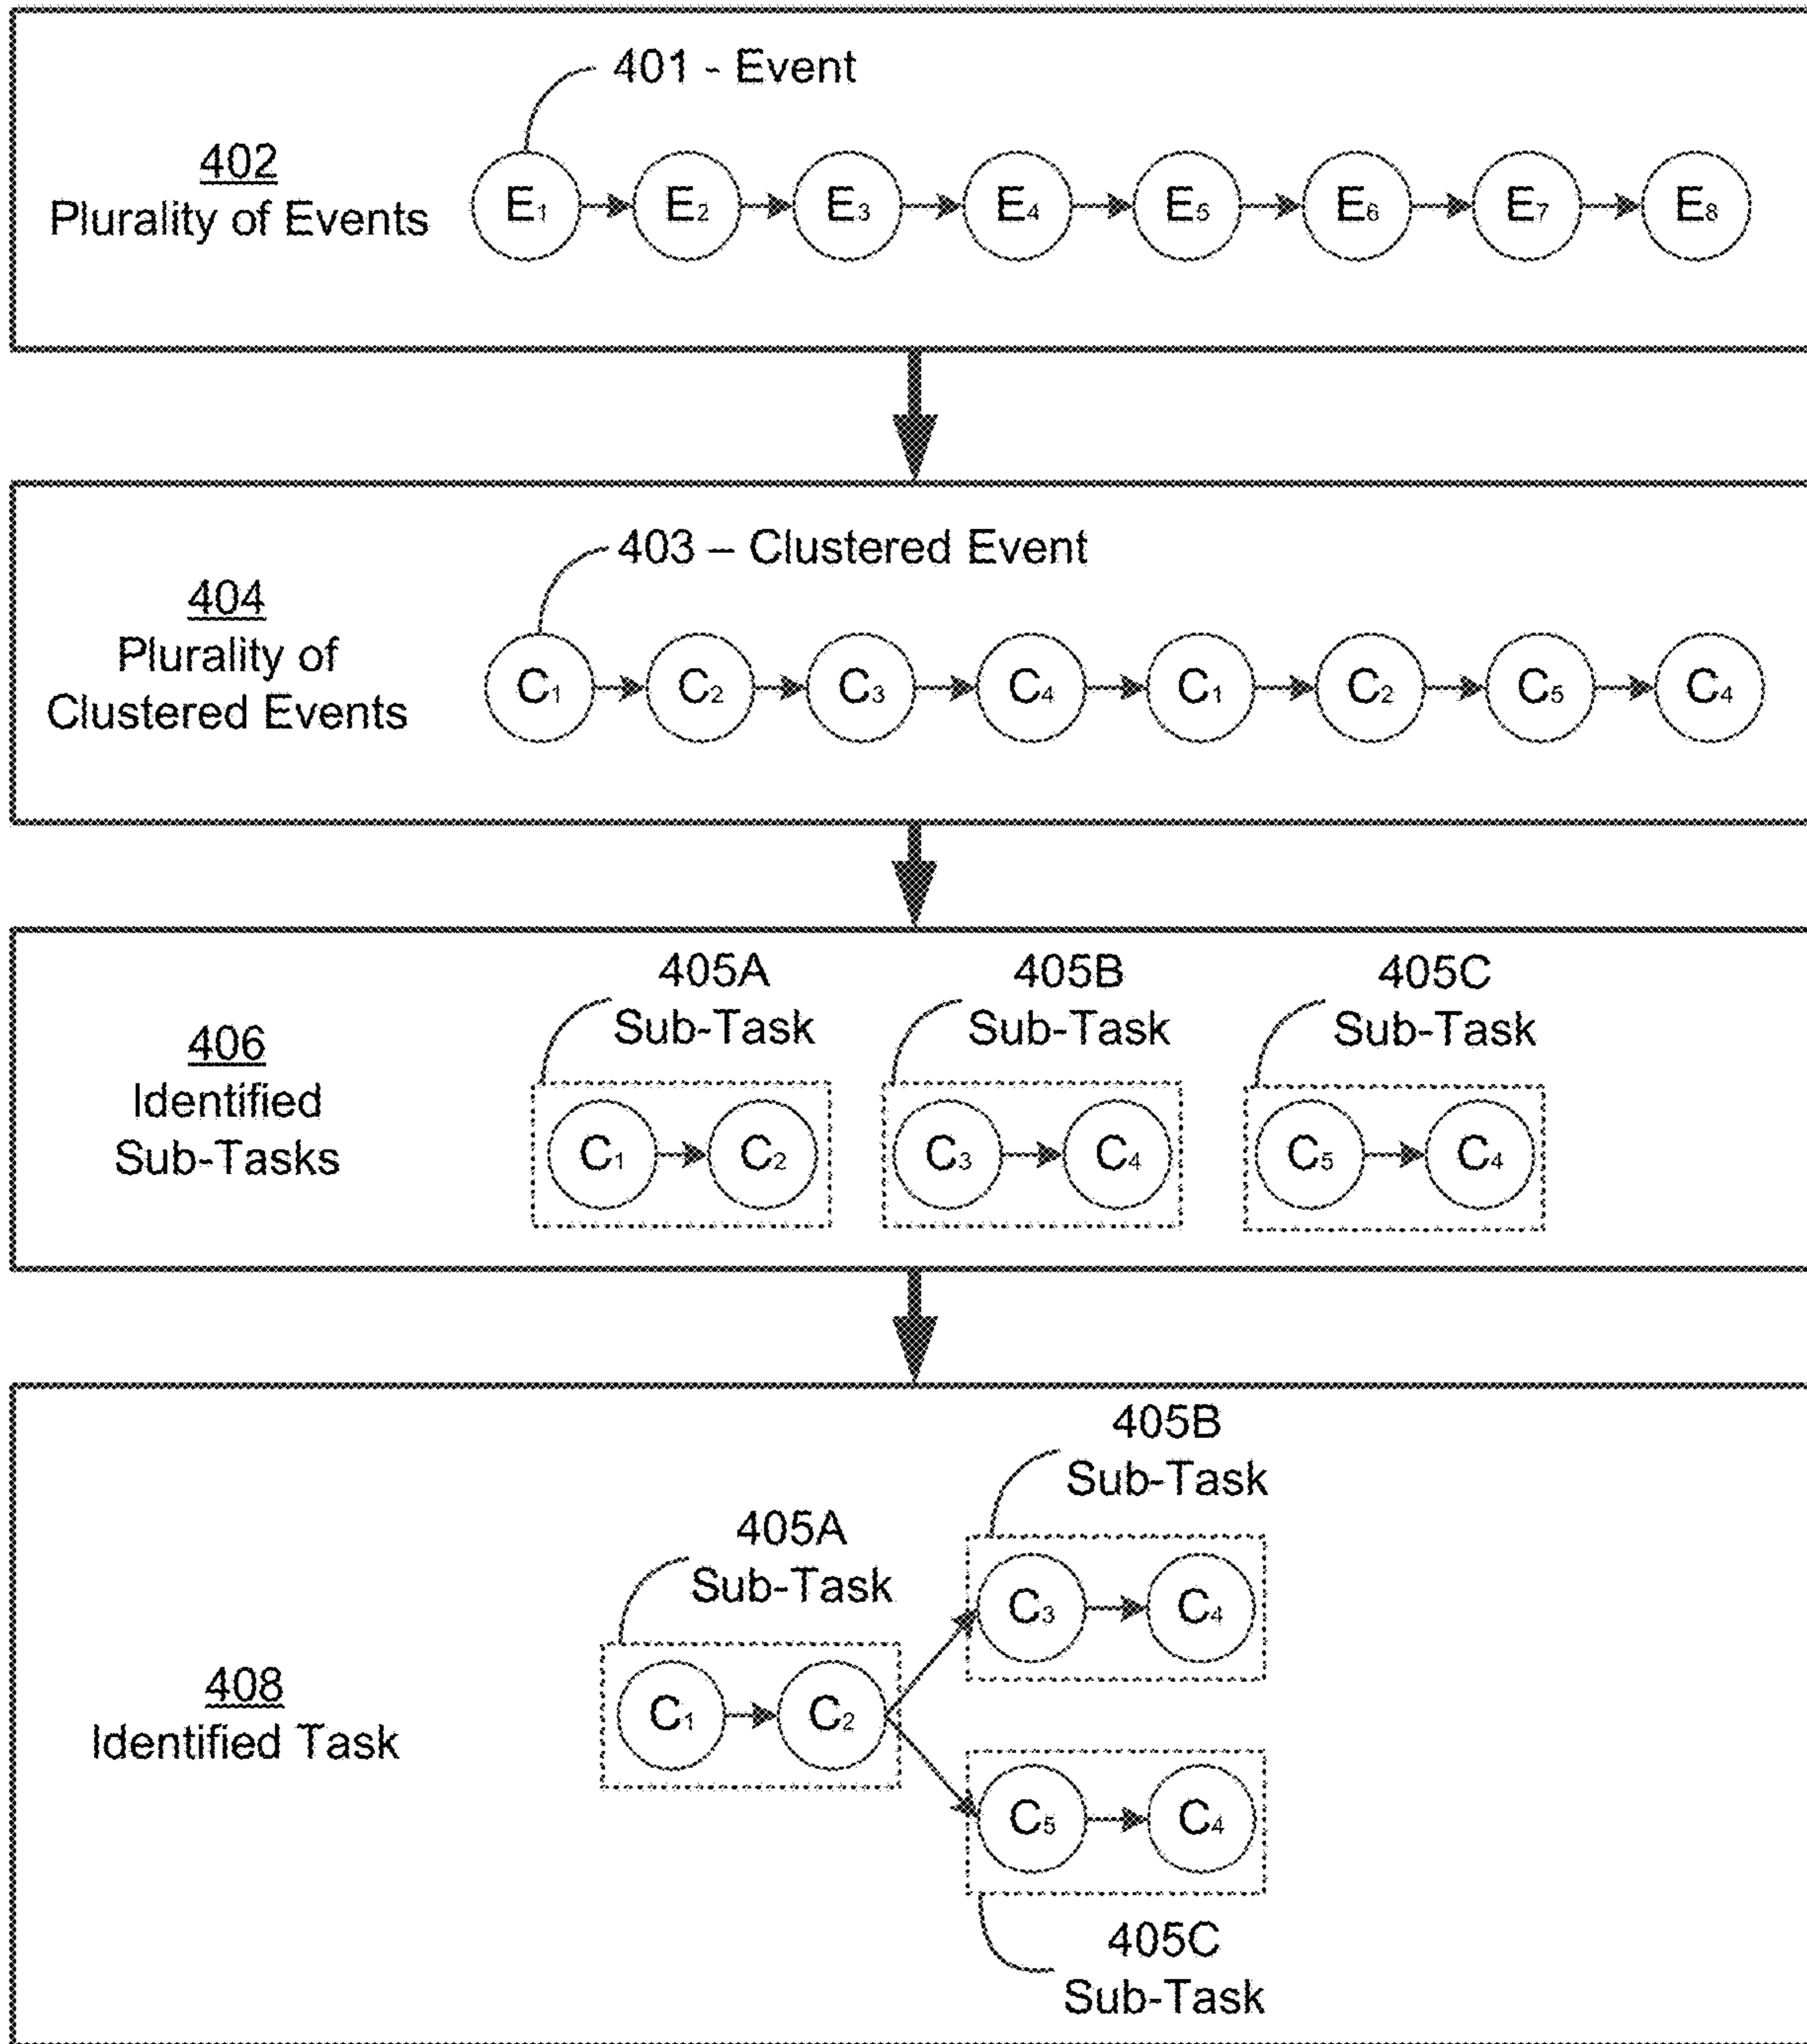 401 - Event
402
Plurality of Events
E1 E2 E3 E4 E5 E6 E7 E8
403 – Clustered Event
404
Plurality of
Clustered Events
C1 C2 C3 C4 C1 C2 C5 C4
405A
Sub-Task
405B
Sub-Task
405C
Sub-Task
406
Identified
Sub-Tasks
C1 C2 C3 C4 C5 C4
405B
Sub-Task
405A
Sub-Task
C3 C4
408
Identified Task
C1 C2
C5 C4
405C
Sub-Task